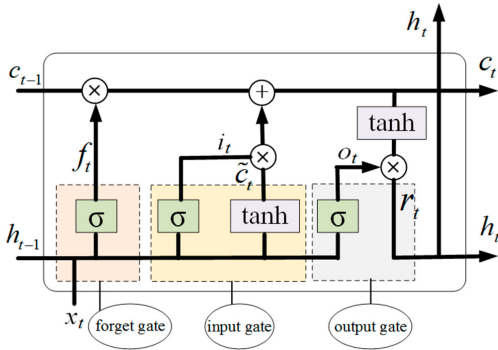 h_t
c_{t-1}
×
+
c_t
tanh
f_t
i_t
×
c̃_t
o_t
×
σ
σ
tanh
σ
r_t
h_{t-1}
h_t
x_t
forget gate
input gate
output gate